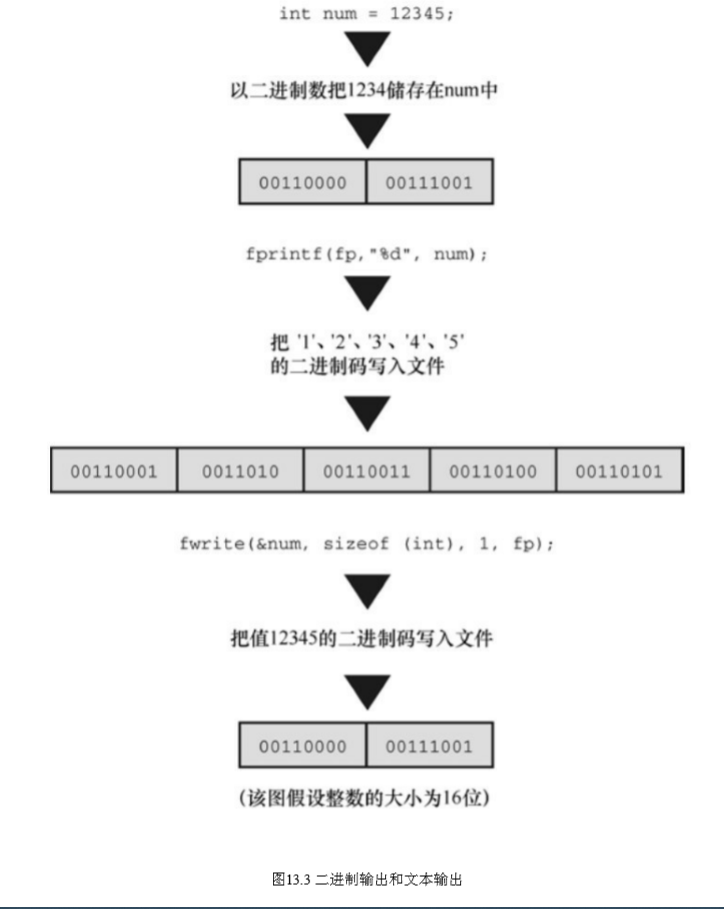 int num = 12345;
以二进制数把1234储存在num中
00110000 00111001
fprintf(fp,"%d", num);
把 '1'、'2'、'3'、'4'、'5'
的二进制码写入文件
00110001 0011010 00110011 00110100 00110101
fwrite(&num, sizeof (int), 1, fp);
把值12345的二进制码写入文件
00110000 00111001
(该图假设整数的大小为16位)
图13.3 二进制输出和文本输出